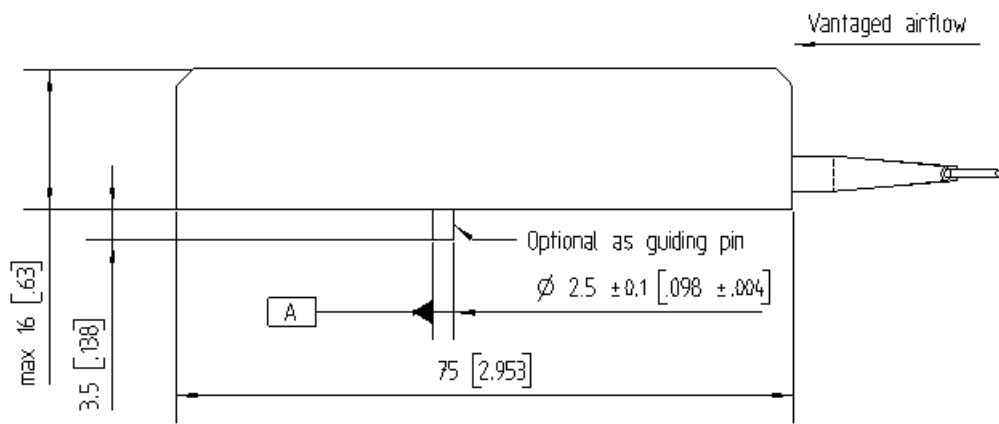 Vantaged airflow
Optional as guiding pin
Ø 2.5 ±0.1 [.098 ±.004]
A
75 [2.953]
max 16 [.63]
3.5 [.138]